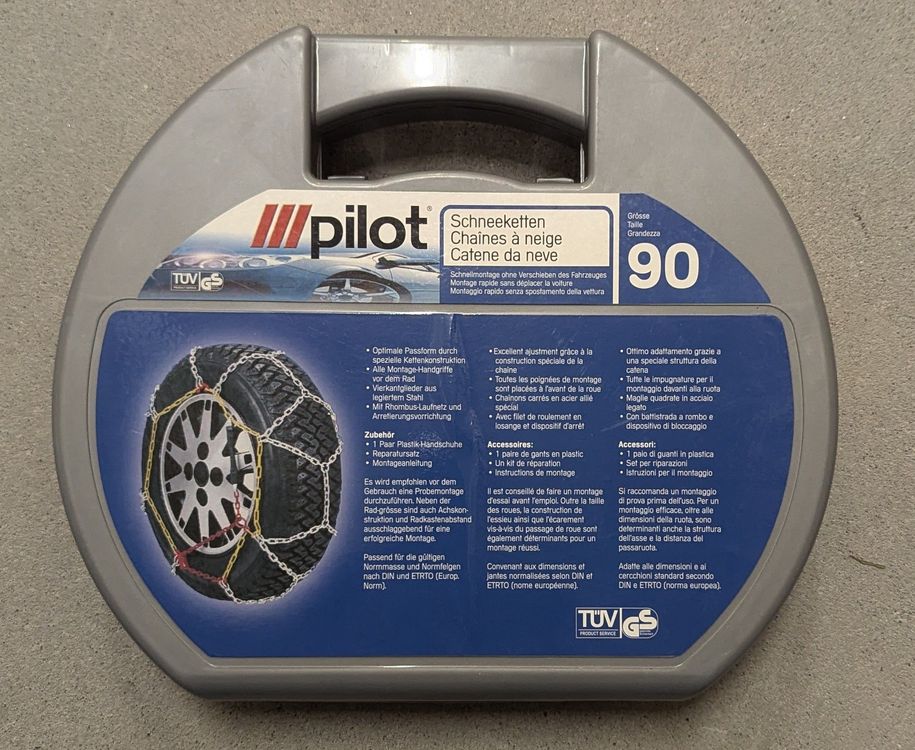 pilot®
Schneeketten
Chaînes à neige
Catene da neve
Schnellmontage ohne Verschieben des Fahrzeuges
Montage rapide sans déplacer la voiture
Montaggio rapido senza spostamento della vettura
Grösse
Taille
Grandezza
90
TÜV GS
PRODUCT SERVICE
• Optimale Passform durch
spezielle Kettenkonstruktion
• Alle Montage-Handgriffe
vor dem Rad
• Vierkantglieder aus
legiertem Stahl
• Mit Rhombus-Laufnetz und
Arretierungsvorrichtung
Zubehör
• 1 Paar Plastik-Handschuhe
• Reparatursatz
• Montageanleitung
Es wird empfohlen vor dem
Gebrauch eine Probemontage
durchzuführen. Neben der
Rad-grösse sind auch Achskon-
struktion und Radkastenabstand
ausschlaggebend für eine
erfolgreiche Montage.
Passend für die gültigen
Normmasse und Normfelgen
nach DIN und ETRTO (Europ.
Norm).
• Excellent ajustment grâce à la
construction spéciale de la
chaine
• Toutes les poignées de montage
sont placées à l'avant de la roue
• Chaînons carrés en acier allié
spécial
• Avec filet de roulement en
losange et dispositif d'arrêt
Accessoires:
• 1 paire de gants en plastic
• Un kit de réparation
• Instructions de montage
Il est conseillé de faire un montage
d'essai avant l'emploi. Outre la taille
des roues, la construction de
l'essieu ainsi que l'écarement
vis-à-vis du passage de roue sont
également déterminants pour un
montage réussi.
Convenant aux dimensions et
jantes normalisées selon DIN et
ETRTO (nome européenne).
• Ottimo adattamento grazie a
una speciale struttura della
catena
• Tutte le impugnature per il
montaggio davanti alla ruota
• Maglie quadrate in acciaio
legato
• Con battistrada a rombo e
dispositivo di bloccaggio
Accessori:
• 1 paio di guanti in plastica
• Set per riparazioni
• Istruzioni per il montaggio
Si raccomanda un montaggio
di prova prima dell'uso. Per un
montaggio efficace, oltre alle
dimensioni della ruota, sono
determinanti anche la struttura
dell'asse e la distanza del
passaruota.
Adatte alle dimensioni e ai
cercchioni standard secondo
DIN e ETRTO (norma europea).
TÜV GS
PRODUCT SERVICE